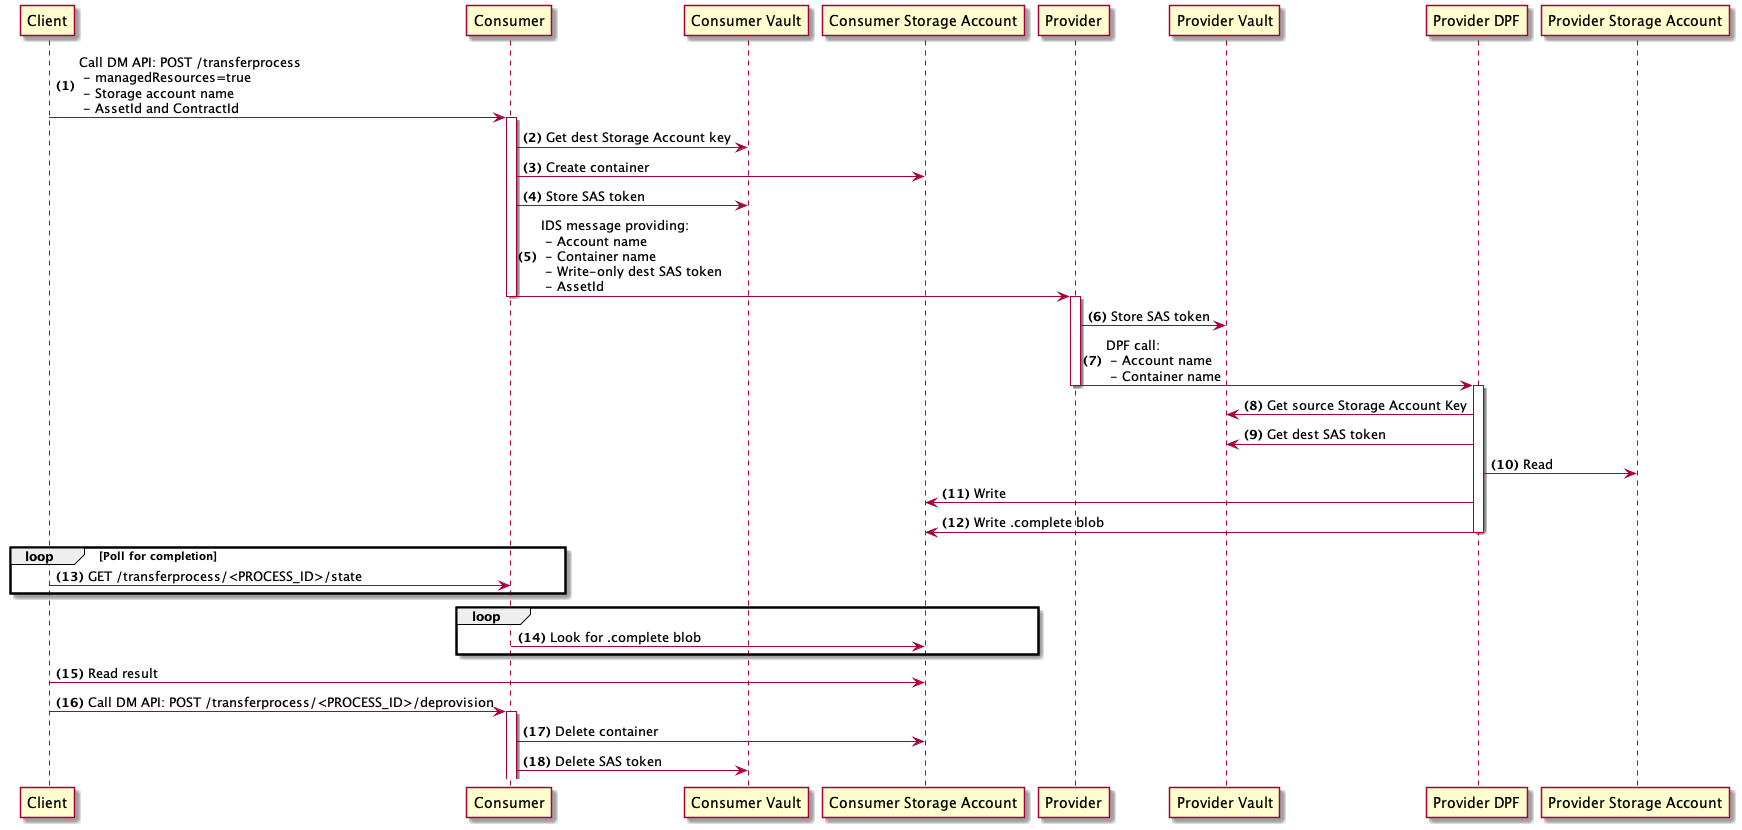 Client
Consumer
Consumer Vault
Consumer Storage Account
Provider
Provider Vault
Provider DPF
Provider Storage Account
Call DM API: POST /transferprocess
- managedResources=true
(1)
- Storage account name
- AssetId and ContractId
(2) Get dest Storage Account key
(3) Create container
(4) Store SAS token
IDS message providing:
- Account name
(5) - Container name
- Write-only dest SAS token
- AssetId
(6) Store SAS token
DPF call:
(7) - Account name
- Container name
(8) Get source Storage Account Key
(9) Get dest SAS token
(10) Read
(11) Write
(12) Write .complete blob
loop [Poll for completion]
(13) GET /transferprocess/<PROCESS_ID>/state
loop
(14) Look for .complete blob
(15) Read result
(16) Call DM API: POST /transferprocess/<PROCESS_ID>/deprovision
(17) Delete container
(18) Delete SAS token
Client
Consumer
Consumer Vault
Consumer Storage Account
Provider
Provider Vault
Provider DPF
Provider Storage Account